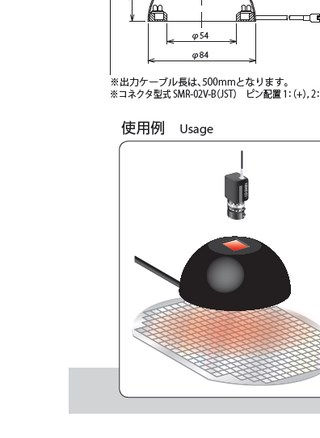 φ54
φ84
※出力ケーブル長は、500mmとなります。
※コネクタ型式 SMR-02V-B(JST) ピン配置 1:(+), 2:
使用例 Usage